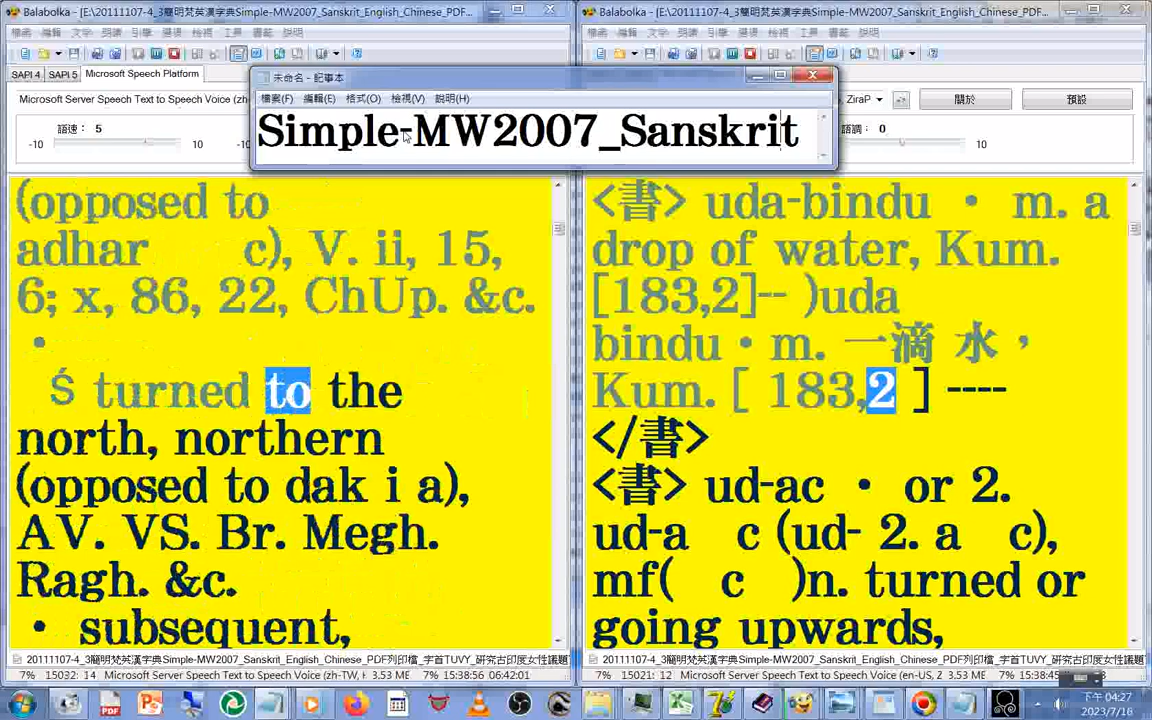 Balabolka - [E:\20111107-4_3簡明梵英漢字典Simple-MW2007_Sanskrit_English_Chinese_PDF...
Balabolka - [E:\20111107-4_3簡明梵英漢字典Simple-MW2007_Sanskrit_English_Chinese_PDF...
SAPI 4 SAPI 5 Microsoft Speech Platform
未命名 - 記事本
檔案(F) 編輯(E) 格式(O) 檢視(V) 說明(H)
Simple-MW2007_Sanskrit
Microsoft Server Speech Text to Speech Voice (zh-
ZiraP
關於
預設
語速： 5
-10
10
語調： 0
10
(opposed to
adhar c), V. ii, 15,
6; x, 86, 22, ChUp. &c.
•
Ś turned to the
north, northern
(opposed to dak i a),
AV. VS. Br. Megh.
Ragh. &c.
• subsequent,
<書> uda-bindu • m. a
drop of water, Kum.
[183,2]-- )uda
bindu • m. 一滴 水，
Kum. [ 183,2 ] ----
</書>
<書> ud-ac • or 2.
ud-a c (ud- 2. a c),
mf( c )n. turned or
going upwards,
20111107-4_3簡明梵英漢字典Simple-MW2007_Sanskrit_English_Chinese_PDF列印檔_字首TUVY_研究古印度女性議題
20111107-4_3簡明梵英漢字典Simple-MW2007_Sanskrit_English_Chinese_PDF列印檔_字首TUVY_研究古印度女性議題
7% 15032: 14 Microsoft Server Speech Text to Speech Voice (zh-TW, H 3.53 ME 15:38:56 06:42:01
7% 15021: 12 Microsoft Server Speech Text to Speech Voice (en-US, Z 3.53 ME 15:38:45
下午 04:27
2023/7/16